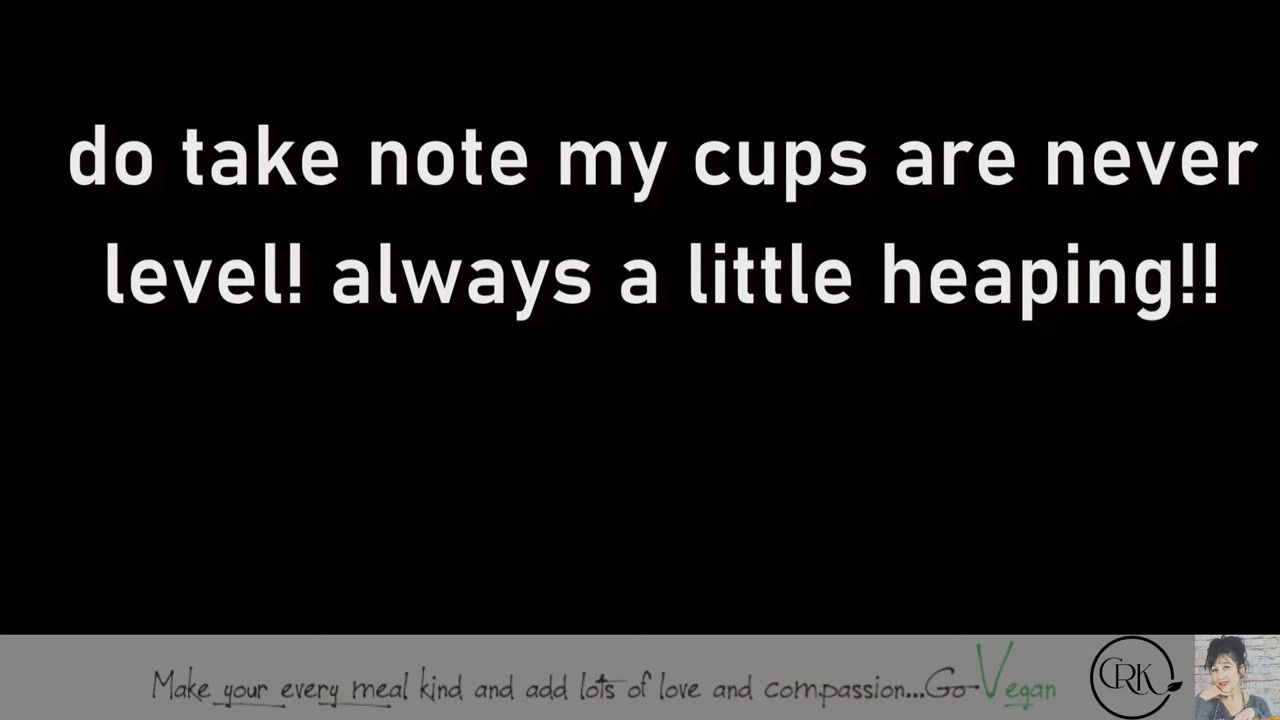 do take note my cups are never
level! always a little heaping!!
Make your every meal kind and add lots of love and compassion...Go Vegan
CRK